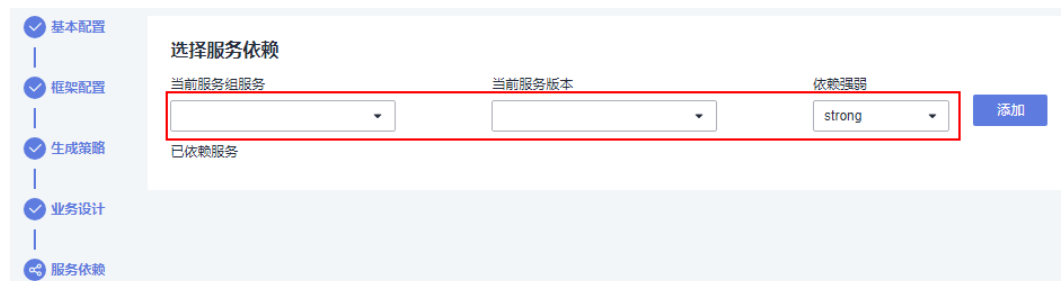 基本配置
框架配置
生成策略
业务设计
服务依赖
选择服务依赖
当前服务组服务
当前服务版本
依赖强弱
strong
添加
已依赖服务